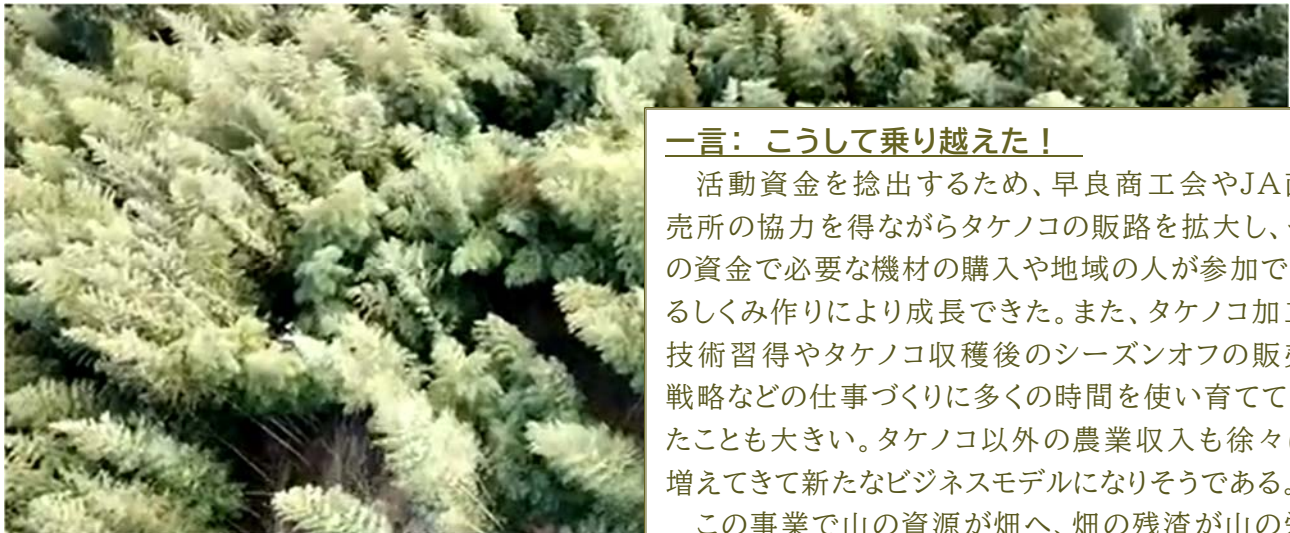 一言： こうして乗り越えた！
活動資金を捻出するため、早良商工会やJA
売所の協力を得ながらタケノコの販路を拡大し、
の資金で必要な機材の購入や地域の人が参加で
るしくみ作りにより成長できた。また、タケノコ加
技術習得やタケノコ収穫後のシーズンオフの販
戦略などの仕事づくりに多くの時間を使い育てて
たことも大きい。タケノコ以外の農業収入も徐々
増えてきて新たなビジネスモデルになりそうである。
この事業で山の資源が畑へ、畑の残渣が山の